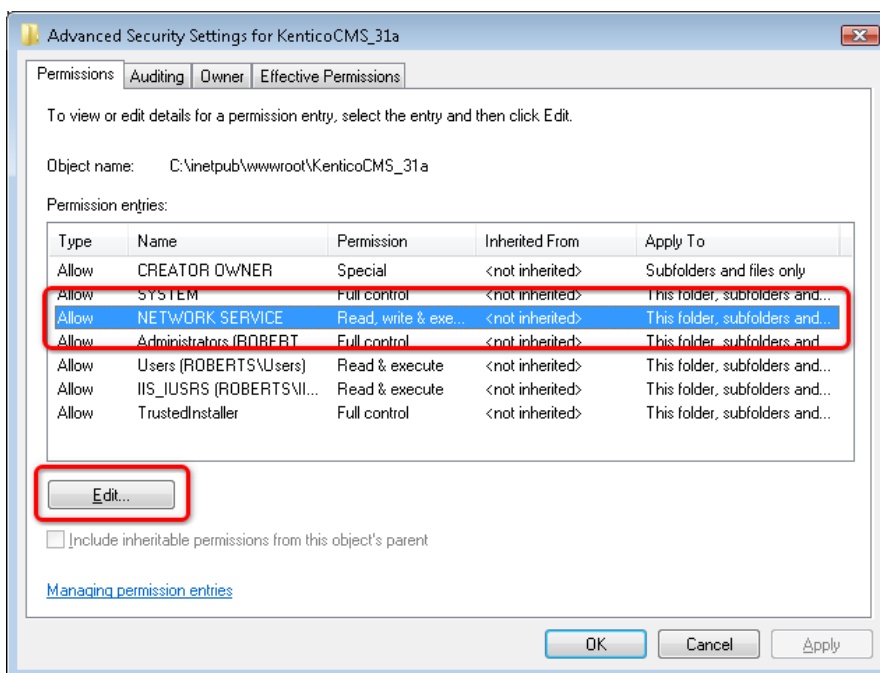 Advanced Security Settings for KenticoCMS_31a
Permissions Auditing Owner Effective Permissions
To view or edit details for a permission entry, select the entry and then click Edit.
Object name: C:\inetpub\wwwroot\KenticoCMS_31a
Permission entries:
Type Name Permission Inherited From Apply To
Allow CREATOR OWNER Special <not inherited> Subfolders and files only
Allow SYSTEM Full control <not inherited> This folder, subfolders and...
Allow NETWORK SERVICE Read, write & exe... <not inherited> This folder, subfolders and...
Allow Administrators (ROBERT Full control <not inherited> This folder, subfolders and
Allow Users (ROBERTS\Users) Read & execute <not inherited> This folder, subfolders and...
Allow IIS_IUSRS (ROBERTS\II... Read & execute <not inherited> This folder, subfolders and...
Allow TrustedInstaller Full control <not inherited> This folder, subfolders and...
Edit...
Include inheritable permissions from this object's parent
Managing permission entries
OK Cancel Apply